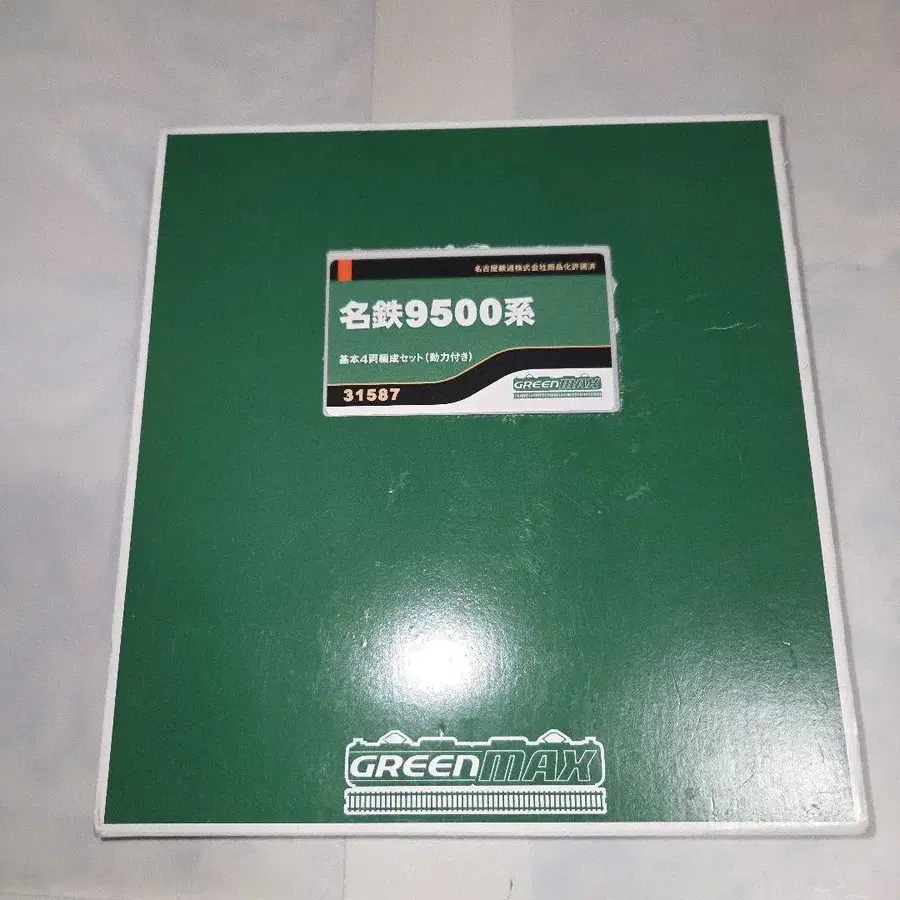 名古屋鉄道株式会社商品化許諾済
名鉄9500系
基本4両編成セット(動力付き)
31587
GREENMAX
GREENMAX